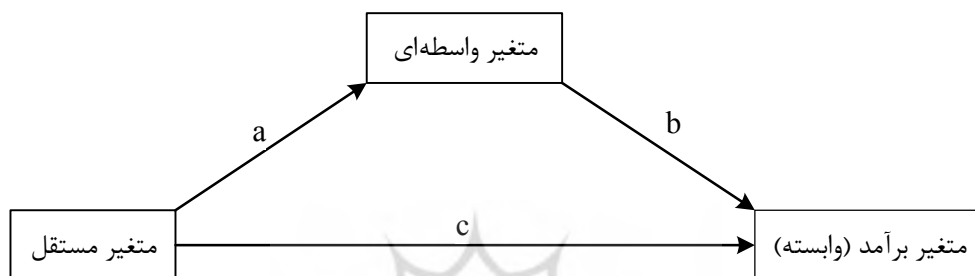 متغیر واسطه‌ای
a
b
متغیر مستقل
c
متغیر برآمد (وابسته)